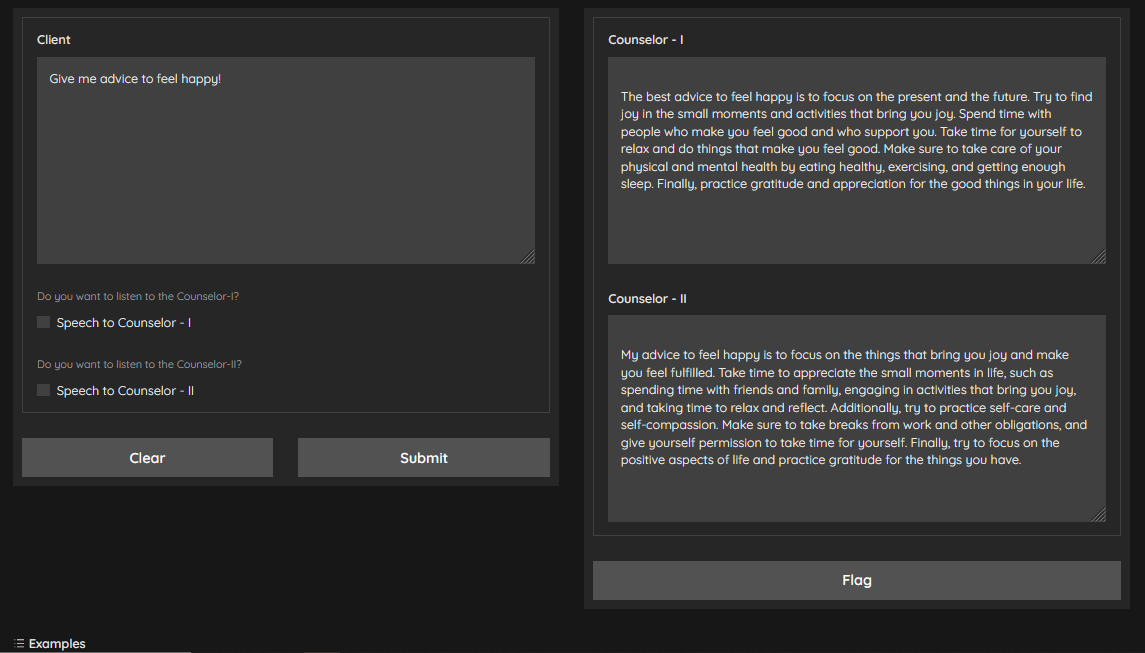 Client
Give me advice to feel happy!
Do you want to listen to the Counselor-I?
Speech to Counselor - I
Do you want to listen to the Counselor-II?
Speech to Counselor - II
Clear
Submit
Counselor - I
The best advice to feel happy is to focus on the present and the future. Try to find
joy in the small moments and activities that bring you joy. Spend time with
people who make you feel good and who support you. Take time for yourself to
relax and do things that make you feel good. Make sure to take care of your
physical and mental health by eating healthy, exercising, and getting enough
sleep. Finally, practice gratitude and appreciation for the good things in your life.
Counselor - II
My advice to feel happy is to focus on the things that bring you joy and make
you feel fulfilled. Take time to appreciate the small moments in life, such as
spending time with friends and family, engaging in activities that bring you joy,
and taking time to relax and reflect. Additionally, try to practice self-care and
self-compassion. Make sure to take breaks from work and other obligations, and
give yourself permission to take time for yourself. Finally, try to focus on the
positive aspects of life and practice gratitude for the things you have.
Flag
Examples